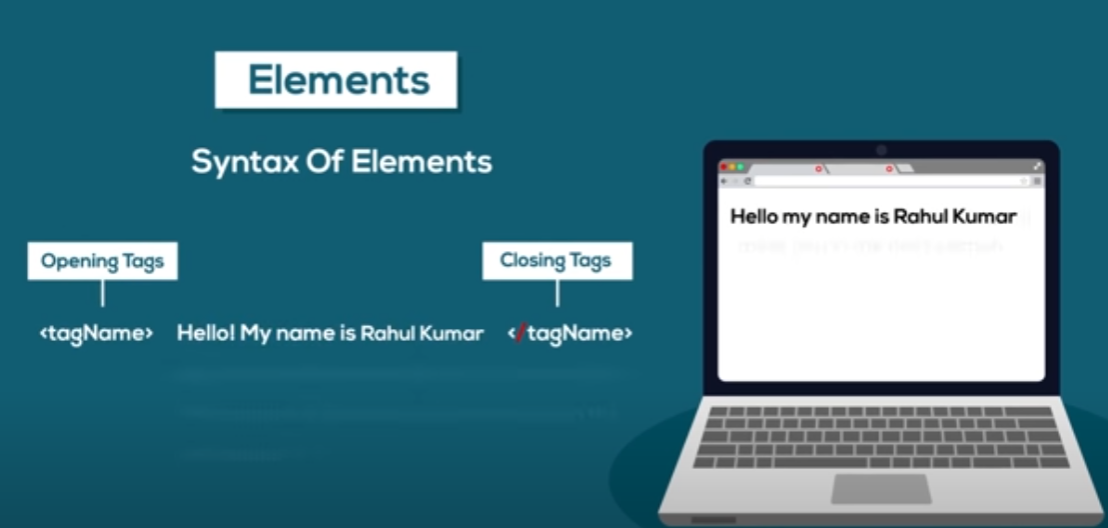 Elements
Syntax Of Elements
Opening Tags
Closing Tags
<tagName> Hello! My name is Rahul Kumar </tagName>
Hello my name is Rahul Kumar